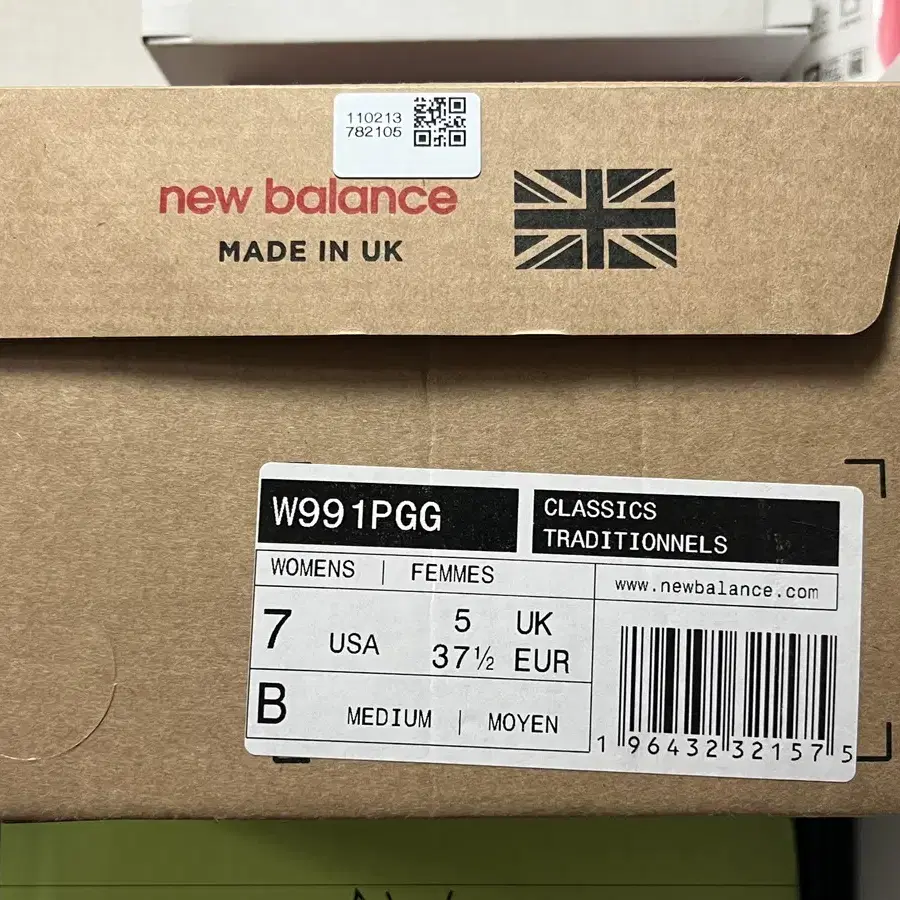 110213
782105
new balance
MADE IN UK
W991PGG
CLASSICS
TRADITIONNELS
WOMENS | FEMMES
www.newbalance.com
7 USA 5 UK
37½ EUR
B MEDIUM | MOYEN
1 96432 32157 5